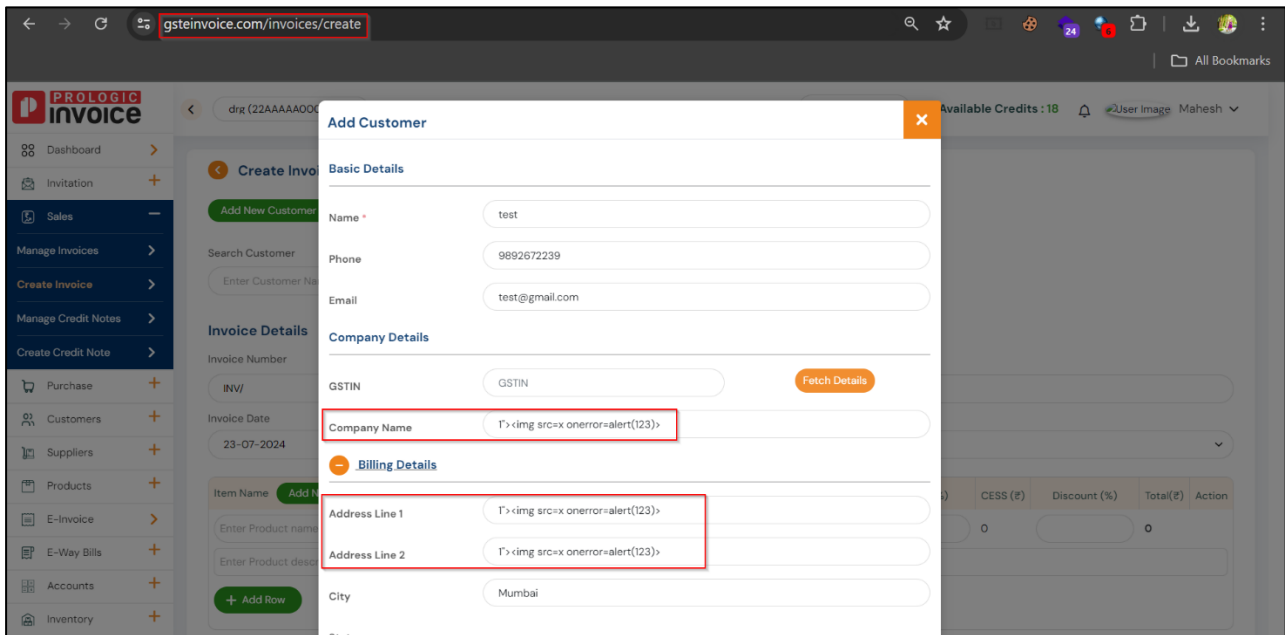 gsteinvoice.com/invoices/create
24
6
All Bookmarks
PROLOGIC
invoice
drg (22AAAAA00
Available Credits : 18
User Image
Mahesh
Dashboard
Invitation
Sales
Manage Invoices
Create Invoice
Manage Credit Notes
Create Credit Note
Purchase
Customers
Suppliers
Products
E-Invoice
E-Way Bills
Accounts
Inventory
Create Invoi
Add New Customer
Search Customer
Enter Customer Na
Invoice Details
Invoice Number
INV/
Invoice Date
23-07-2024
Item Name
Add N
CESS (₹)
Discount (%)
Total(₹)
Action
Enter Product name
0
0
Enter Product descr
+ Add Row
Add Customer
Basic Details
Name *
test
Phone
9892672239
Email
test@gmail.com
Company Details
GSTIN
GSTIN
Fetch Details
Company Name
1"><img src=x onerror=alert(123)>
Billing Details
Address Line 1
1"><img src=x onerror=alert(123)>
Address Line 2
1"><img src=x onerror=alert(123)>
City
Mumbai